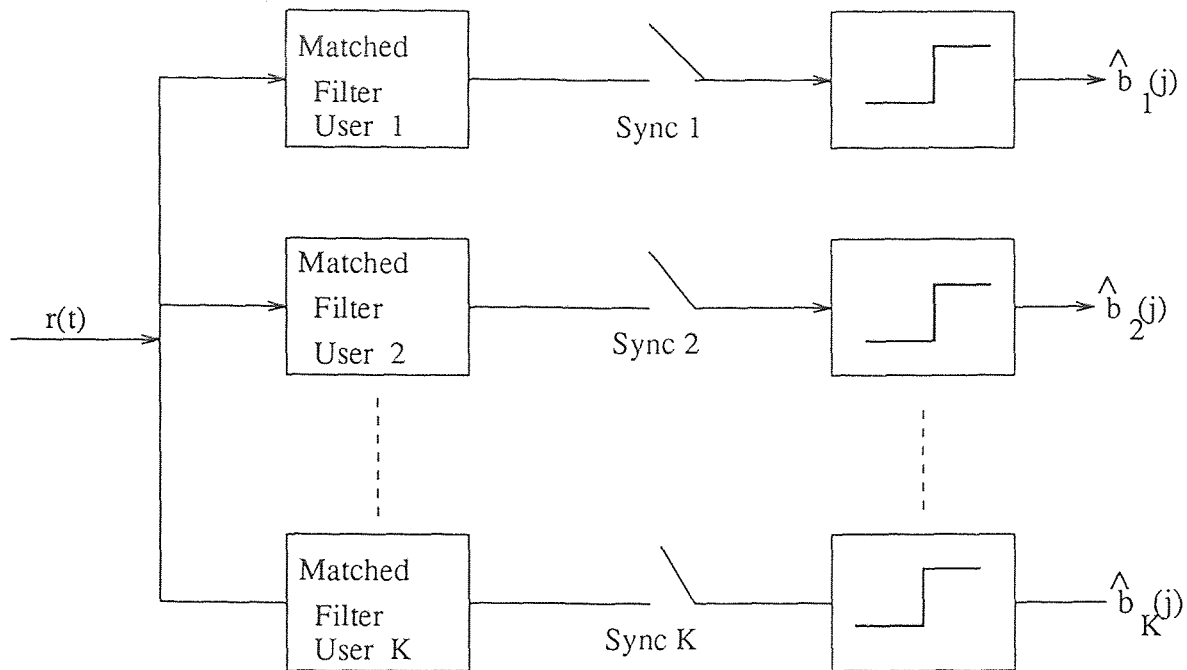 Matched
Filter
User 1
Sync 1
^b 1(j)
Matched
Filter
User 2
Sync 2
^b 2(j)
r(t)
Matched
Filter
User K
Sync K
^b K(j)